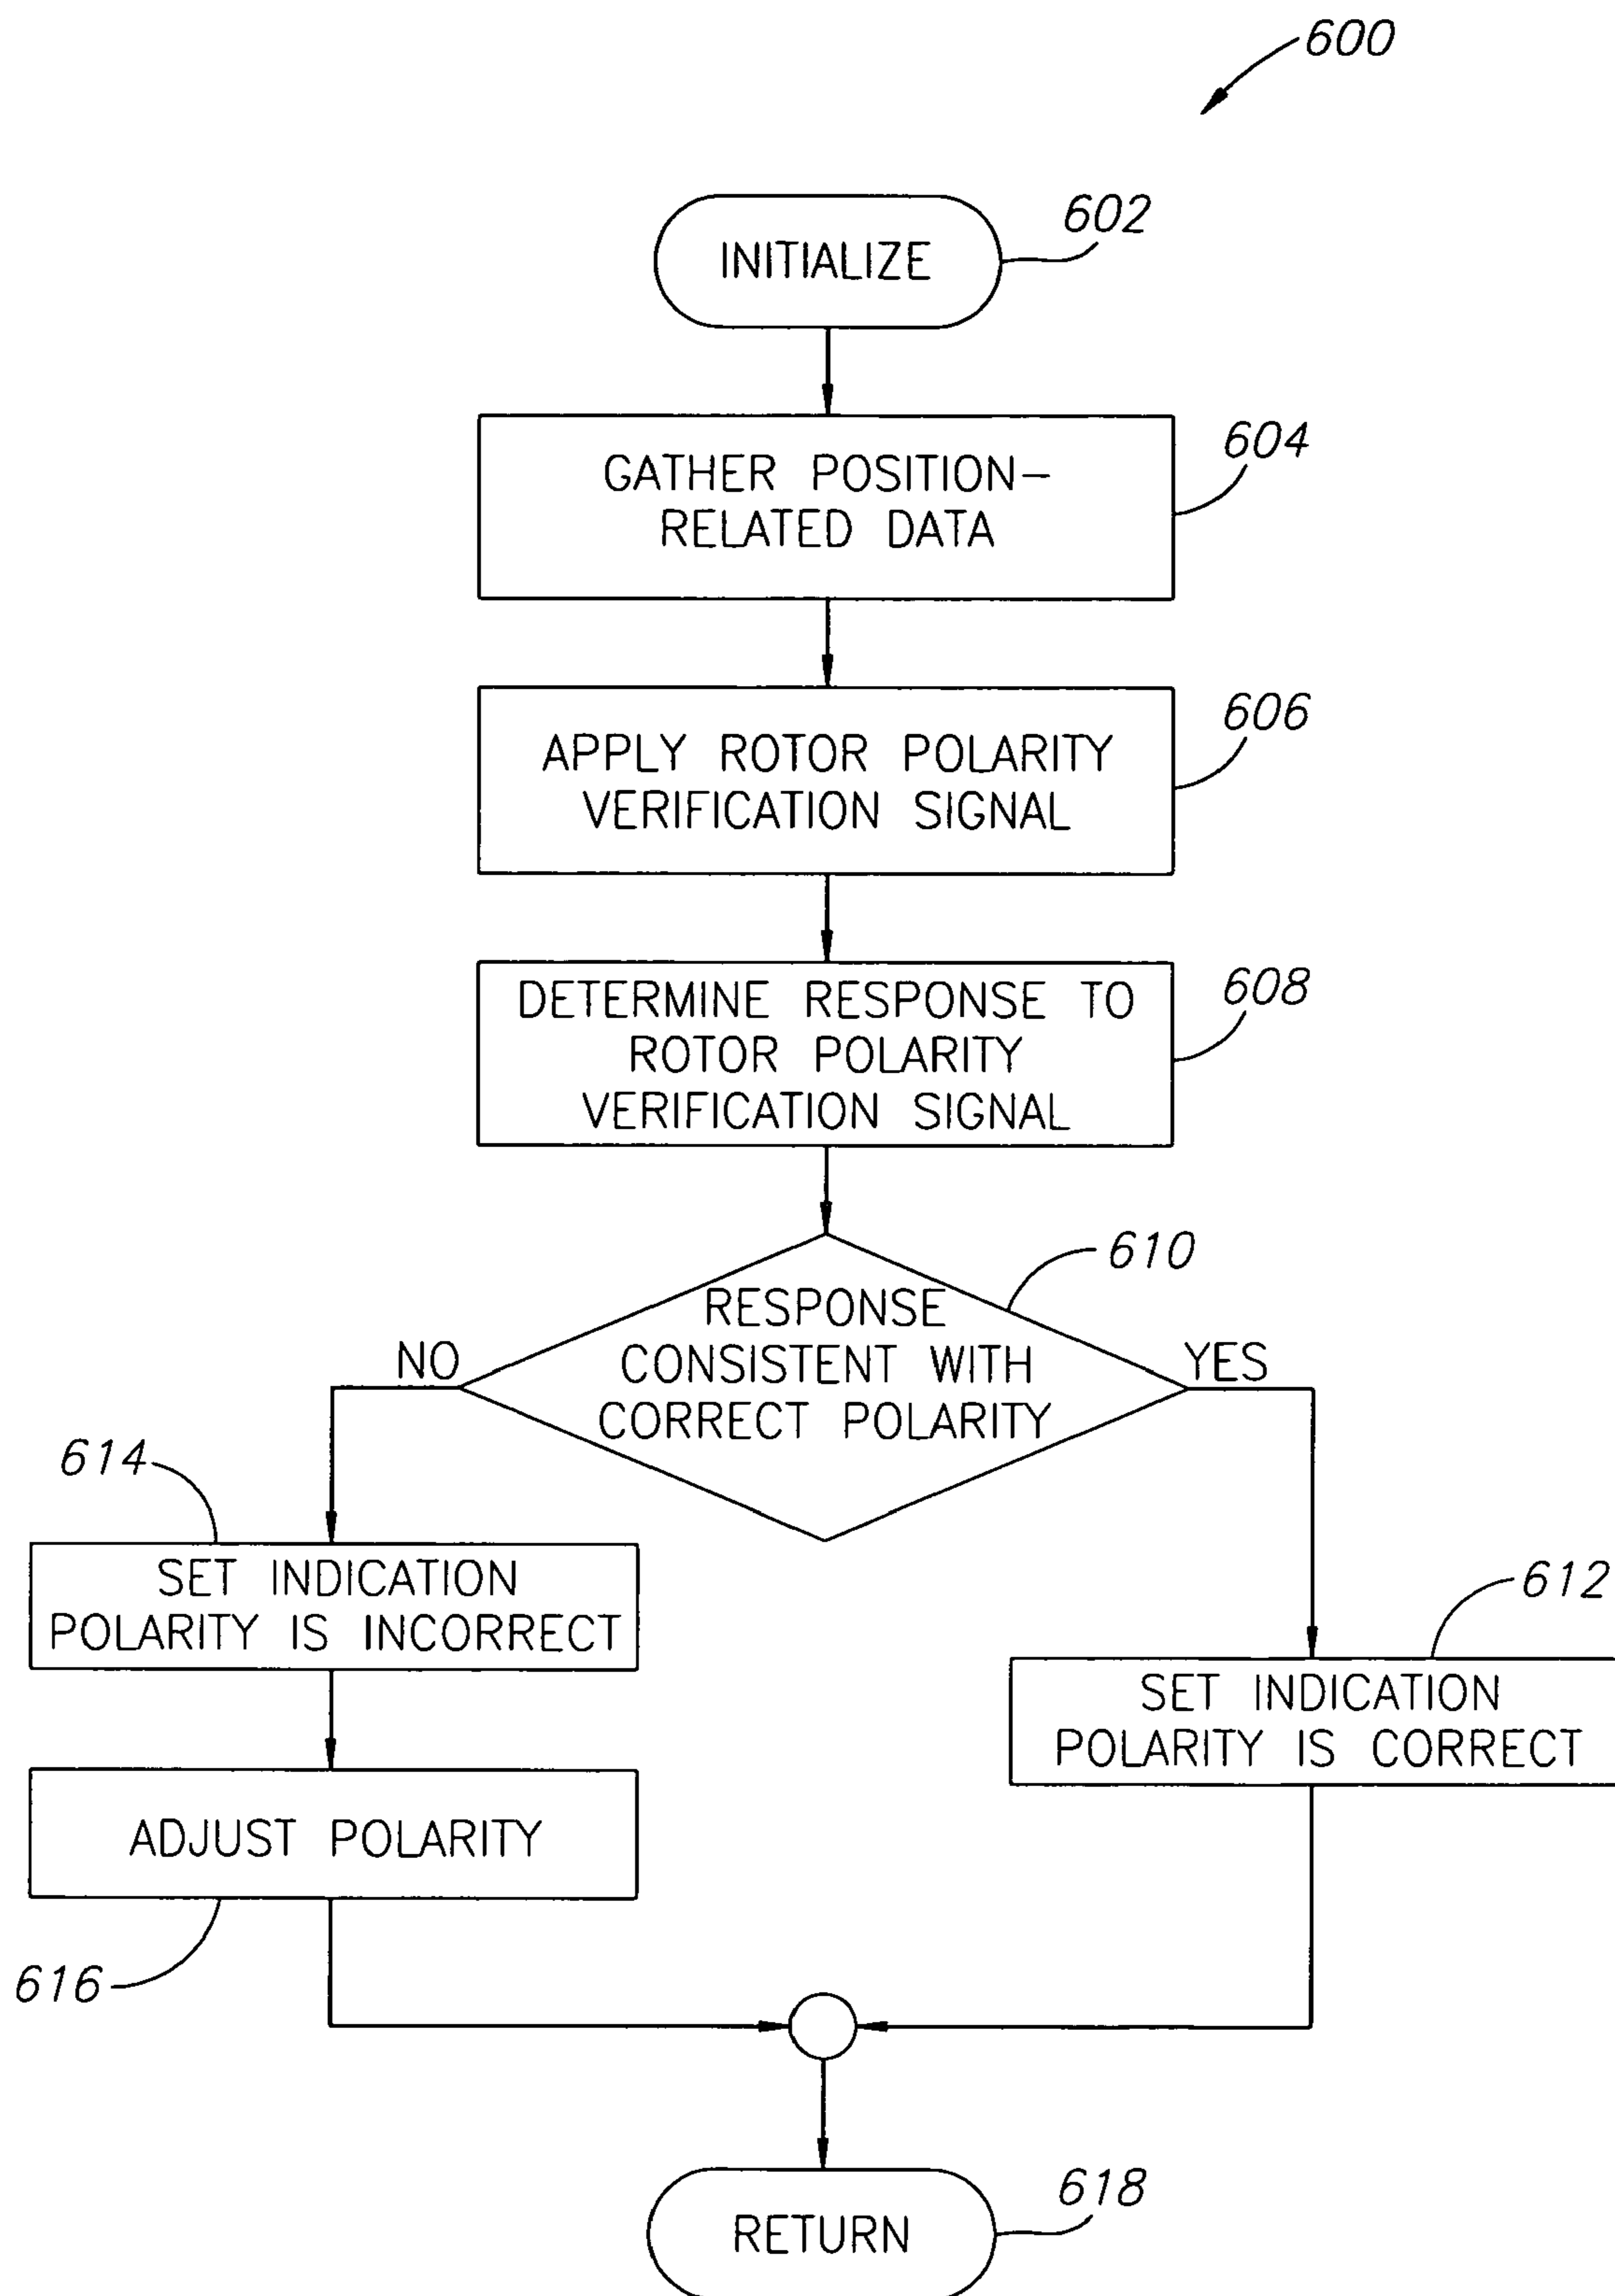 600
602
INITIALIZE
604
GATHER POSITION-
RELATED DATA
606
APPLY ROTOR POLARITY
VERIFICATION SIGNAL
608
DETERMINE RESPONSE TO
ROTOR POLARITY
VERIFICATION SIGNAL
610
RESPONSE
CONSISTENT WITH
CORRECT POLARITY
NO
YES
614
SET INDICATION
POLARITY IS INCORRECT
612
SET INDICATION
POLARITY IS CORRECT
ADJUST POLARITY
616
618
RETURN